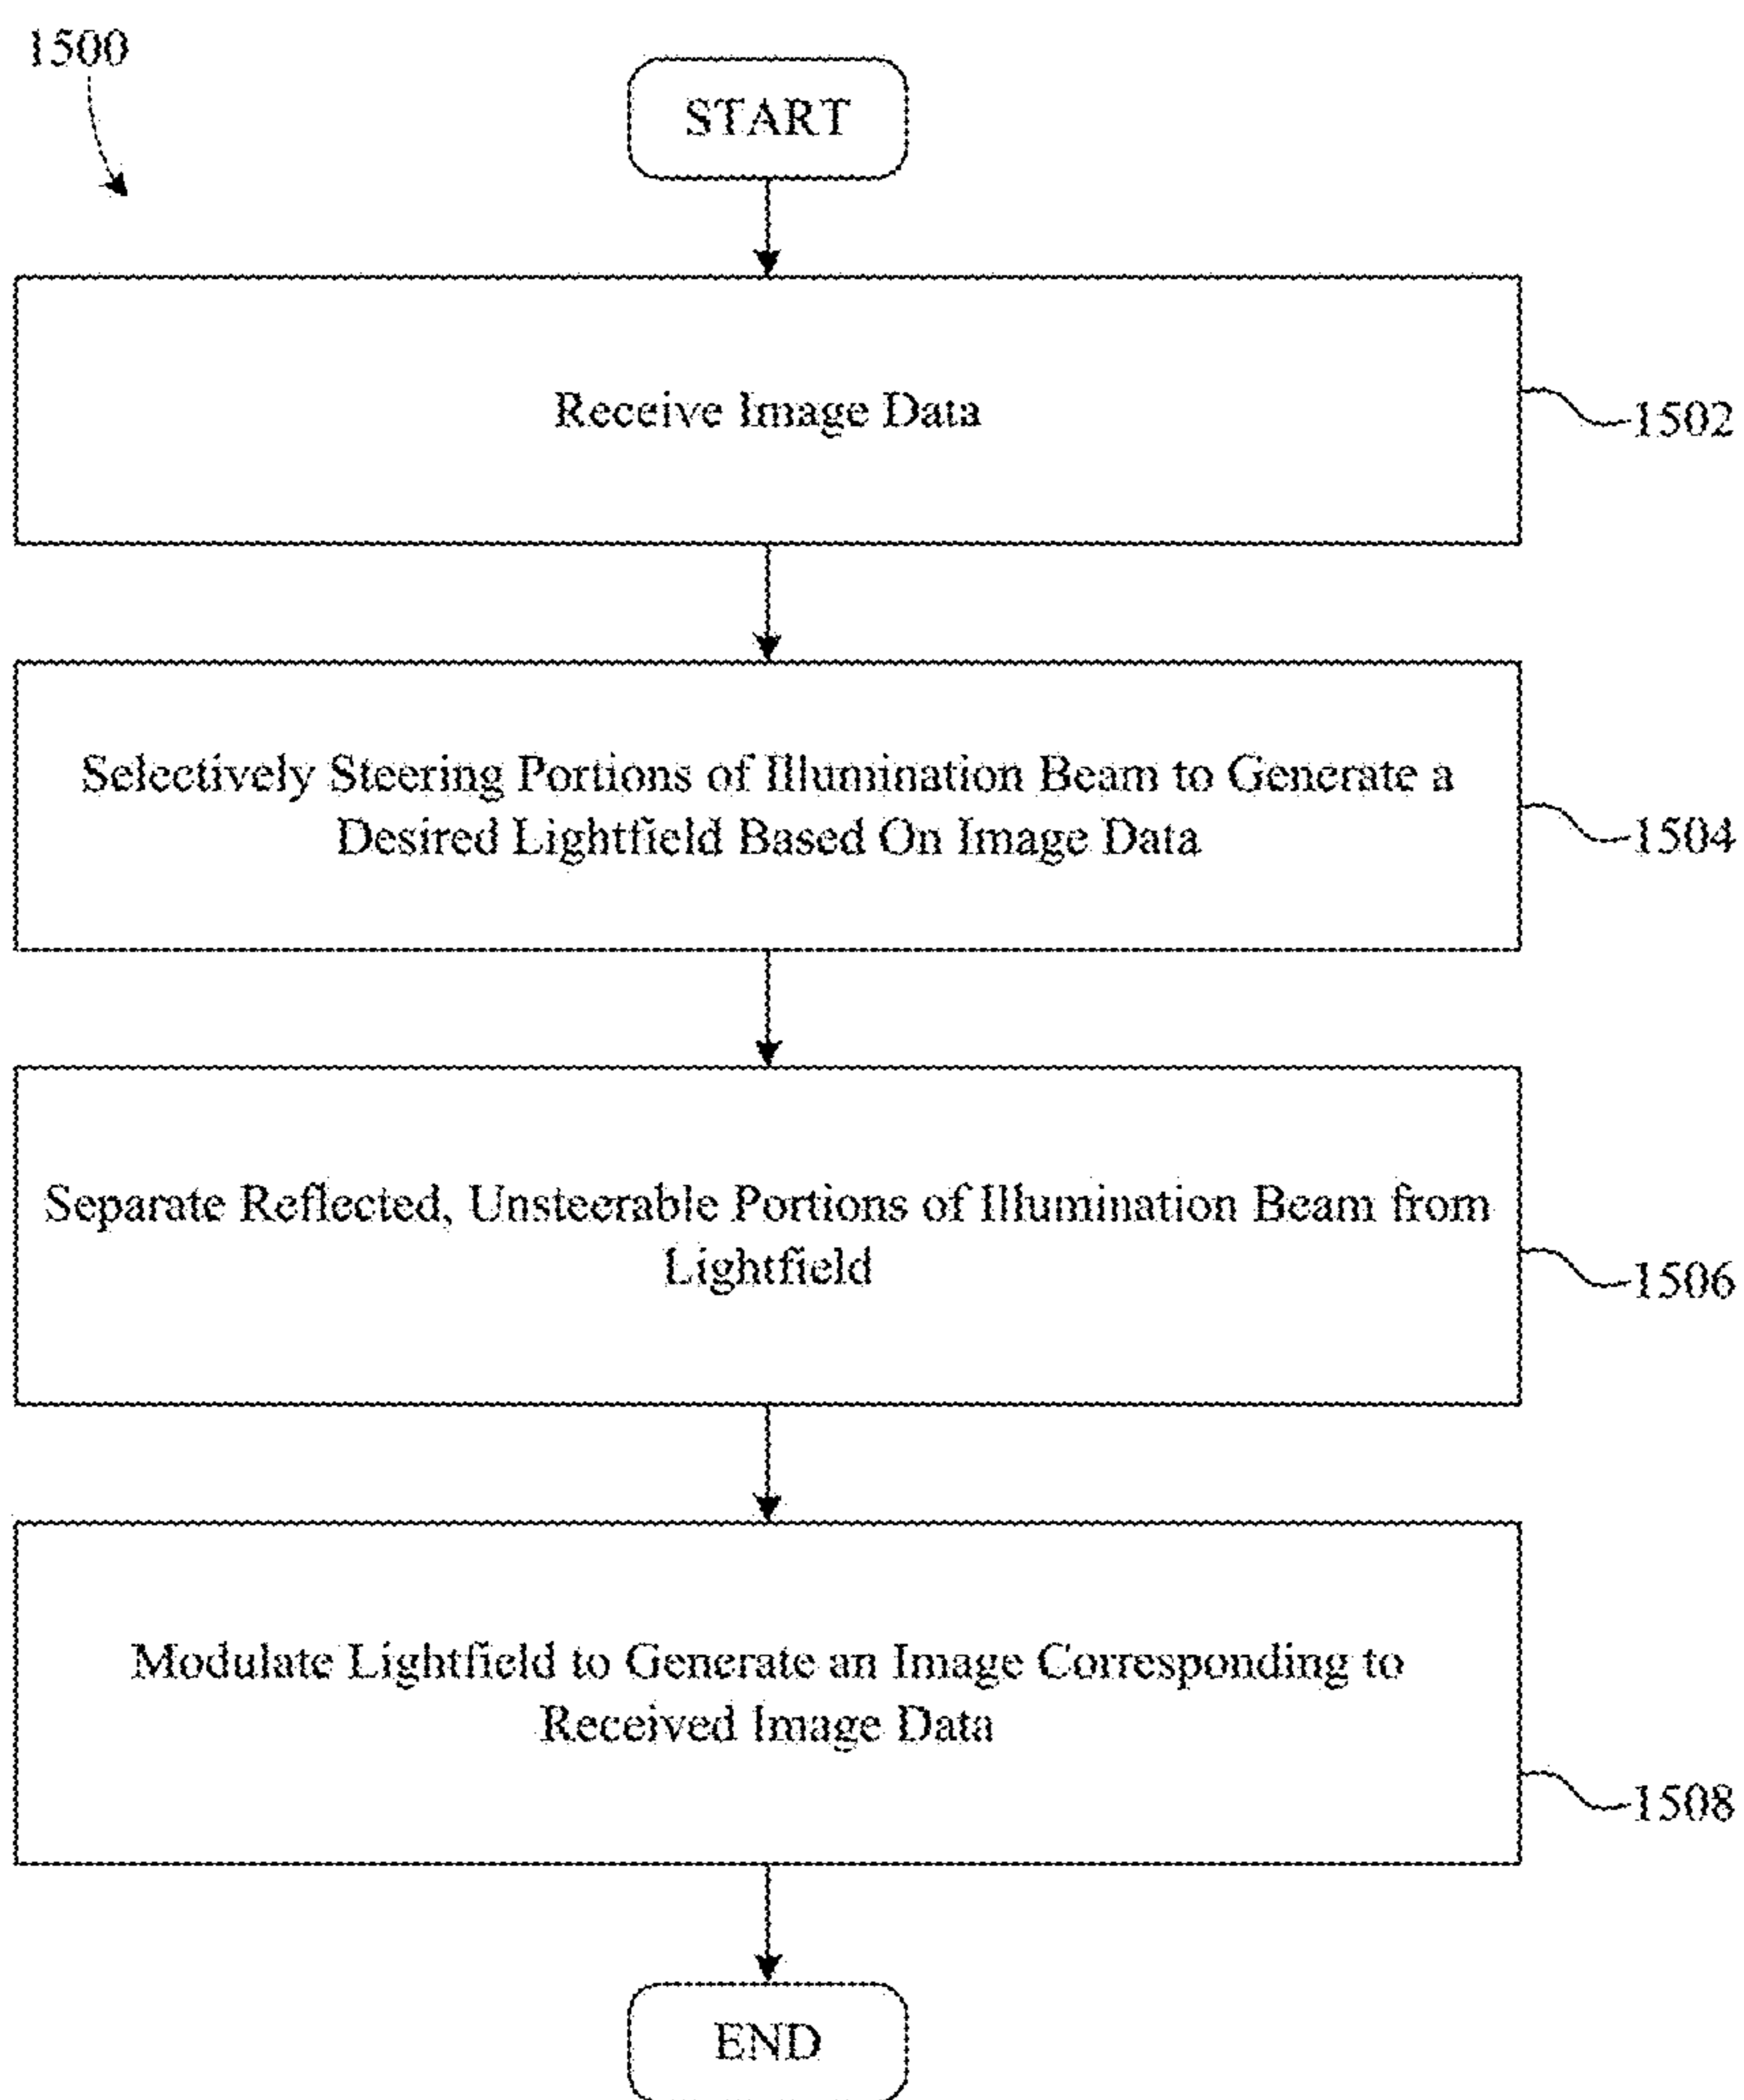 1500
START
Receive Image Data
1502
Selectively Steering Portions of Illumination Beam to Generate a
Desired Lightfield Based On Image Data
1504
Separate Reflected, Unsteerable Portions of Illumination Beam from
Lightfield
1506
Modulate Lightfield to Generate an Image Corresponding to
Received Image Data
1508
END